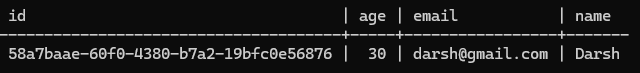 id | age | email | name
--------------------------------------+-----+-----------------+-------
58a7baae-60f0-4380-b7a2-19bfc0e56876 | 30 | darsh@gmail.com | Darsh